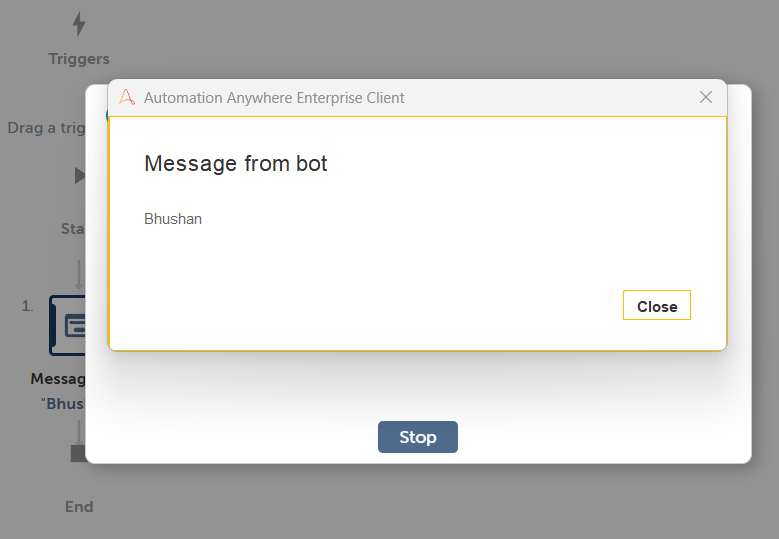 Triggers
Automation Anywhere Enterprise Client
Drag a trig
Message from bot
Bhushan
Sta
1.
Close
Messag
"Bhus
Stop
End